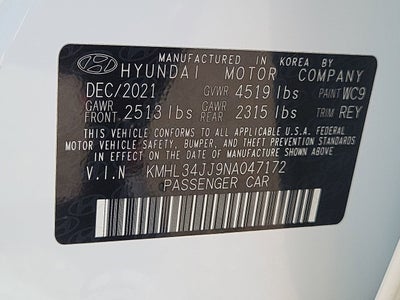 MANUFACTURED IN KOREA BY
HYUNDAI MOTOR COMPANY
DEC/2021 GVWR 4519 lbs PAINT WC9
GAWR FRONT 2513 lbs GAWR REAR 2315 lbs TRIM REY
THIS VEHICLE CONFORMS TO ALL APPLICABLE U.S.A. FEDERAL
MOTOR VEHICLE SAFETY, BUMPER, AND THEFT PREVENTION
STANDARDS IN EFFECT ON THE DATE OF MANUFACTURE SHOWN ABOVE.
V.I.N KMHL34JJ9NA047172
PASSENGER CAR